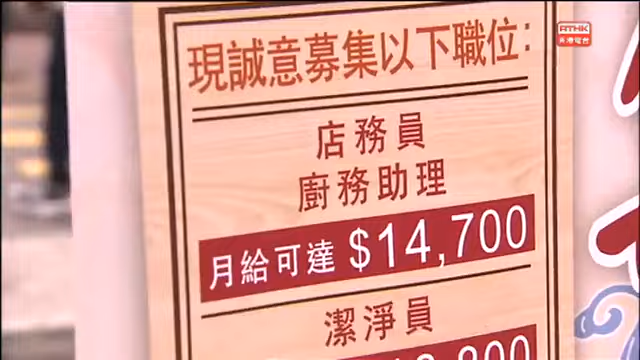 RTHK
香港電台
現誠意募集以下職位:
店務員
廚務助理
月給可達 $14,700
潔淨員